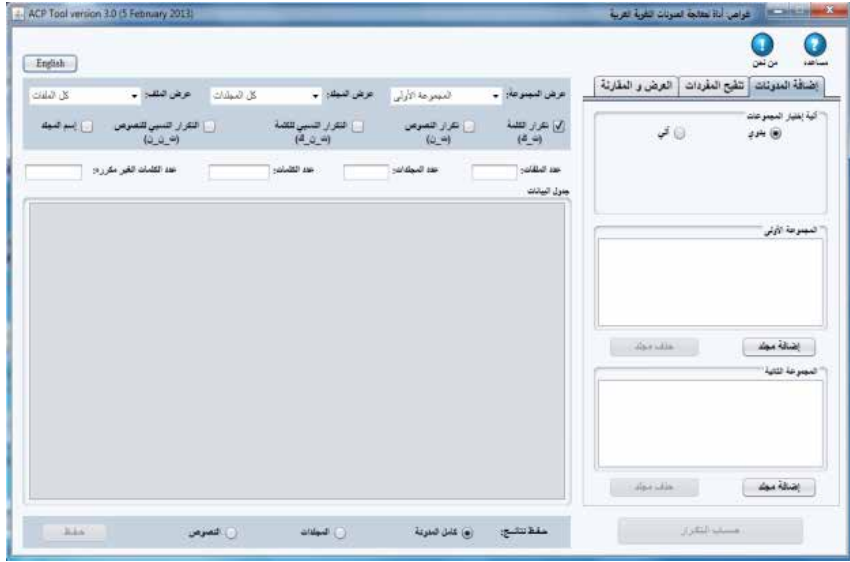 ACP Tool version 3.0 (5 February 2013)
غواص: أداة لمعالجة المدونات اللغوية العربية
مساعدة
من نحن
English
إضافة المدونات
تنقيح المفردات
العرض و المقارنة
آلية إختيار المجموعات
يدوي
آلي
المجموعة الأولى
إضافة مجلد
حذف مجلد
المجموعة الثانية
إضافة مجلد
حذف مجلد
حساب التكرار
عرض المجموعة: المجموعة الأولى
عرض المجلد: كل المجلدات
عرض الملف: كل الملفات
تكرار الكلمة (ت_ك)
تكرار النصوص (ت_ن)
التكرار النسبي للكلمة (ت_ن_ك)
التكرار النسبي للنصوص (ت_ن_ن)
إسم المجلد
عدد الملفات:
عدد المجلدات:
عدد الكلمات:
عدد الكلمات الغير مكررة:
جدول البيانات
حفظ نتائج:
كامل المدونة
المجلدات
النصوص
حفظ